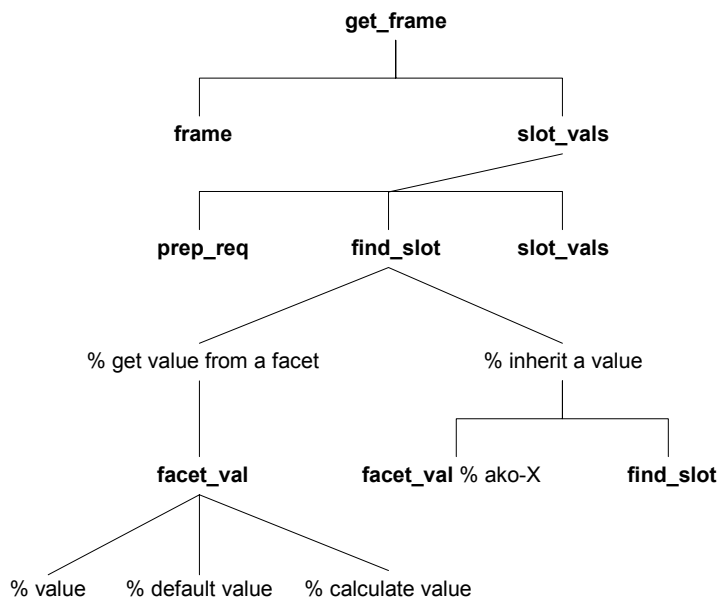 get_frame
frame
slot_vals
prep_req
find_slot
slot_vals
% get value from a facet
% inherit a value
facet_val
facet_val % ako-X
find_slot
% value
% default value
% calculate value